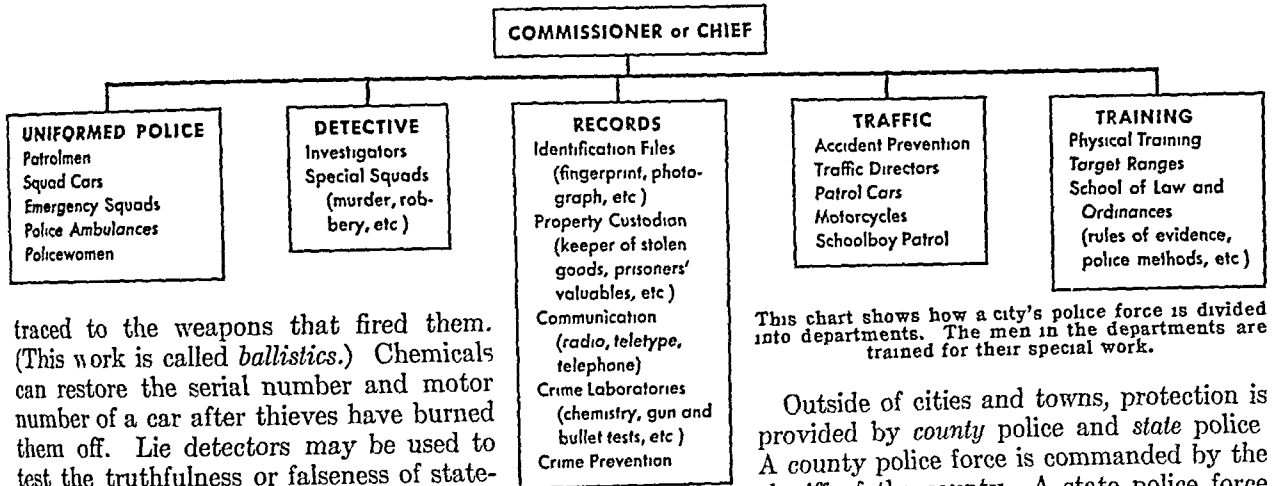 COMMISSIONER or CHIEF
UNIFORMED POLICE
Patrolmen
Squad Cars
Emergency Squads
Police Ambulances
Policewomen
DETECTIVE
Investigators
Special Squads
(murder, rob-
bery, etc )
RECORDS
Identification Files
(fingerprint, photo-
graph, etc )
Property Custodian
(keeper of stolen
goods, prisoners'
valuables, etc )
Communication
(radio, teletype,
telephone)
Crime Laboratories
(chemistry, gun and
bullet tests, etc )
Crime Prevention
TRAFFIC
Accident Prevention
Traffic Directors
Patrol Cars
Motorcycles
Schoolboy Patrol
TRAINING
Physical Training
Target Ranges
School of Law and
Ordinances
(rules of evidence,
police methods, etc )
traced to the weapons that fired them.
(This work is called ballistics.) Chemicals
can restore the serial number and motor
number of a car after thieves have burned
them off. Lie detectors may be used to
test the truthfulness or falseness of state-
This chart shows how a city's police force is divided
into departments. The men in the departments are
trained for their special work.
Outside of cities and towns, protection is
provided by county police and state police
A county police force is commanded by the
of the county. A state police force